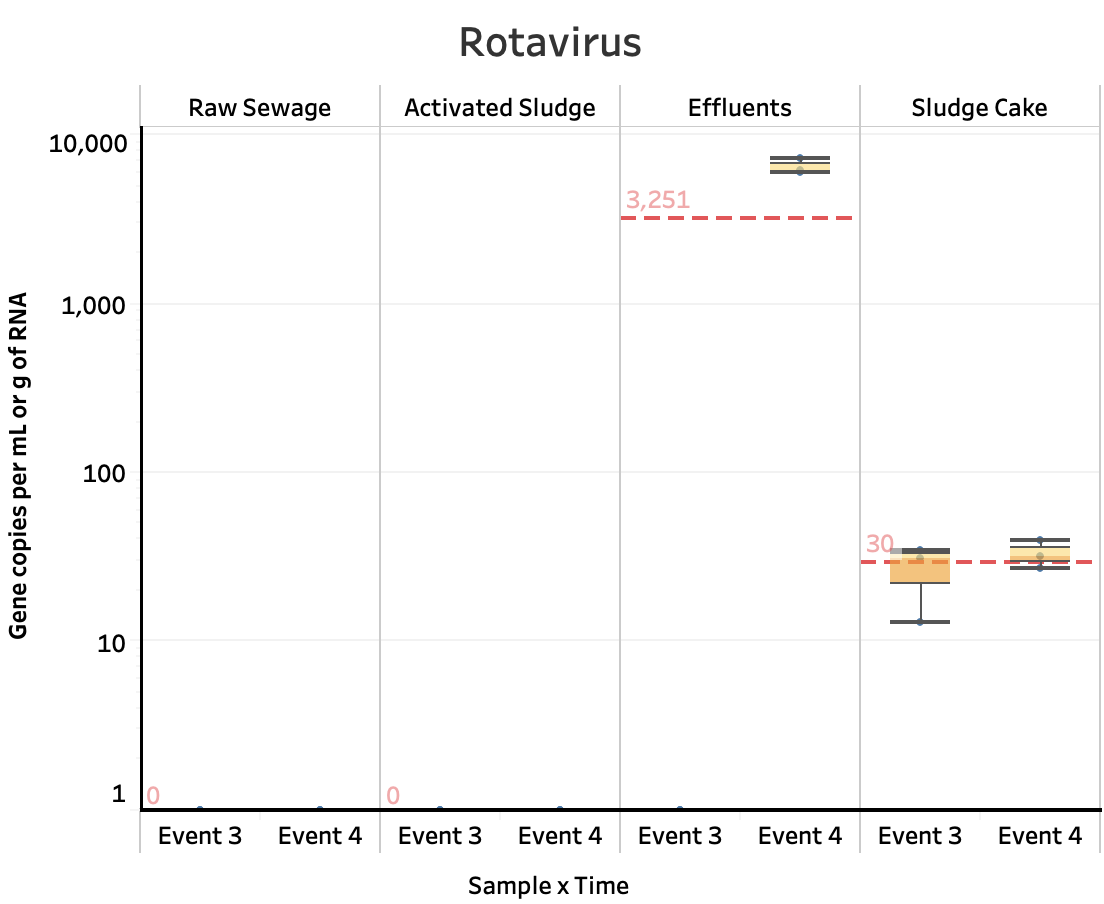 Rotavirus
Raw Sewage Activated Sludge Effluents Sludge Cake
10,000
3,251
1,000
Gene copies per mL or g of RNA
100
30
10
1
0 0
Event 3 Event 4 Event 3 Event 4 Event 3 Event 4 Event 3 Event 4
Sample x Time